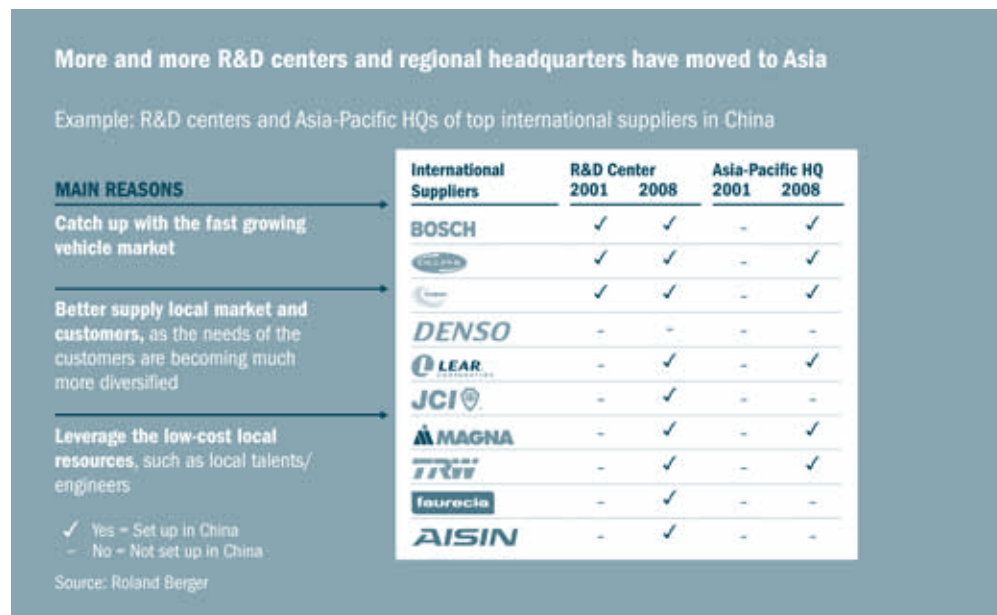 More and more R&D centers and regional headquarters have moved to Asia
Example: R&D centers and Asia-Pacific HQs of top international suppliers in China
MAIN REASONS
Catch up with the fast growing
vehicle market
Better supply local market and
customers, as the needs of the
customers are becoming much
more diversified
Leverage the low-cost local
resources, such as local talents/
engineers
✓ Yes = Set up in China
– No = Not set up in China
Source: Roland Berger
International R&D Center Asia-Pacific HQ
Suppliers 2001 2008 2001 2008
BOSCH ✓ ✓ – ✓
✓ ✓ – ✓
✓ ✓ – ✓
DENSO – – – –
LEAR – ✓ – ✓
JCI – ✓ – –
MAGNA – ✓ – ✓
TRW – ✓ – ✓
faurecia – ✓ – –
AISIN – ✓ – –